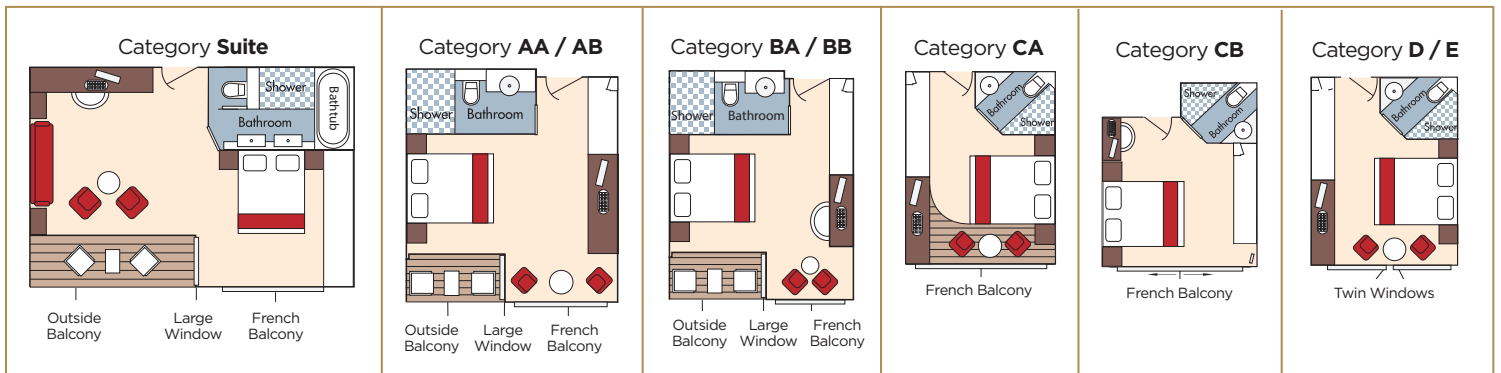 Category Suite
Shower
Bathtub
Bathroom
Outside
Balcony
Large
Window
French
Balcony
Category AA / AB
Shower
Bathroom
Outside
Balcony
Large
Window
French
Balcony
Category BA / BB
Shower
Bathroom
Outside
Balcony
Large
Window
French
Balcony
Category CA
Bathroom
Shower
French Balcony
Category CB
Shower
Bathroom
French Balcony
Category D / E
Bathroom
Shower
Twin Windows